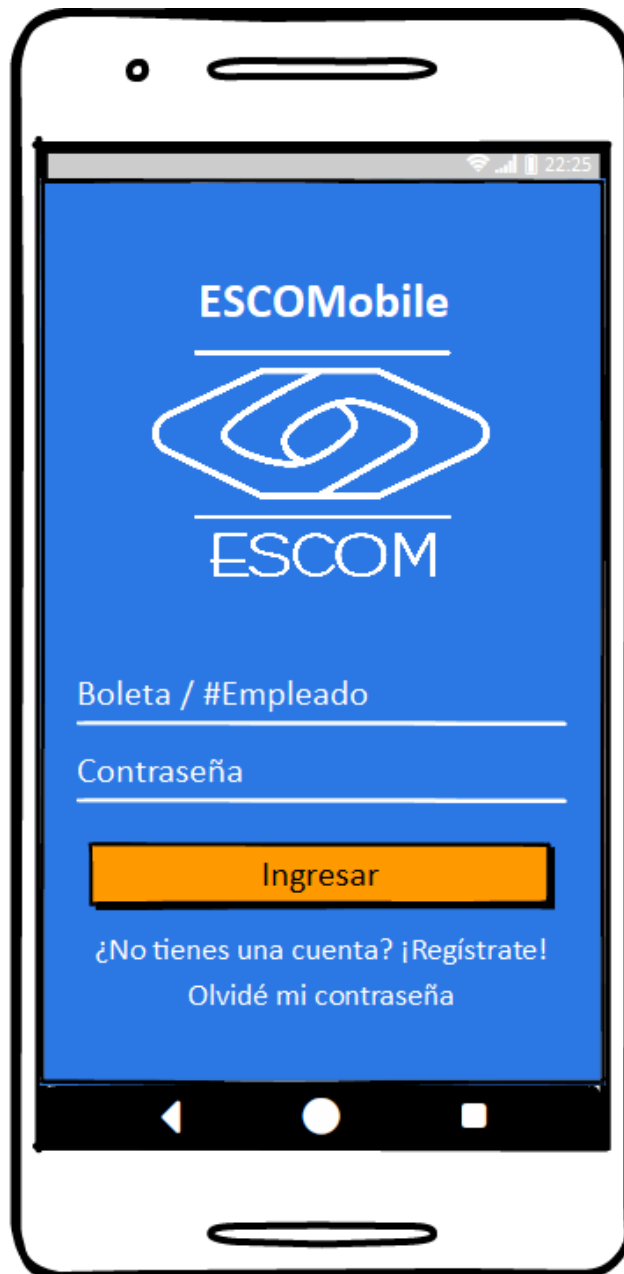 22:25
ESCOMobile
ESCOM
Boleta / #Empleado
Contraseña
Ingresar
¿No tienes una cuenta? ¡Regístrate!
Olvidé mi contraseña